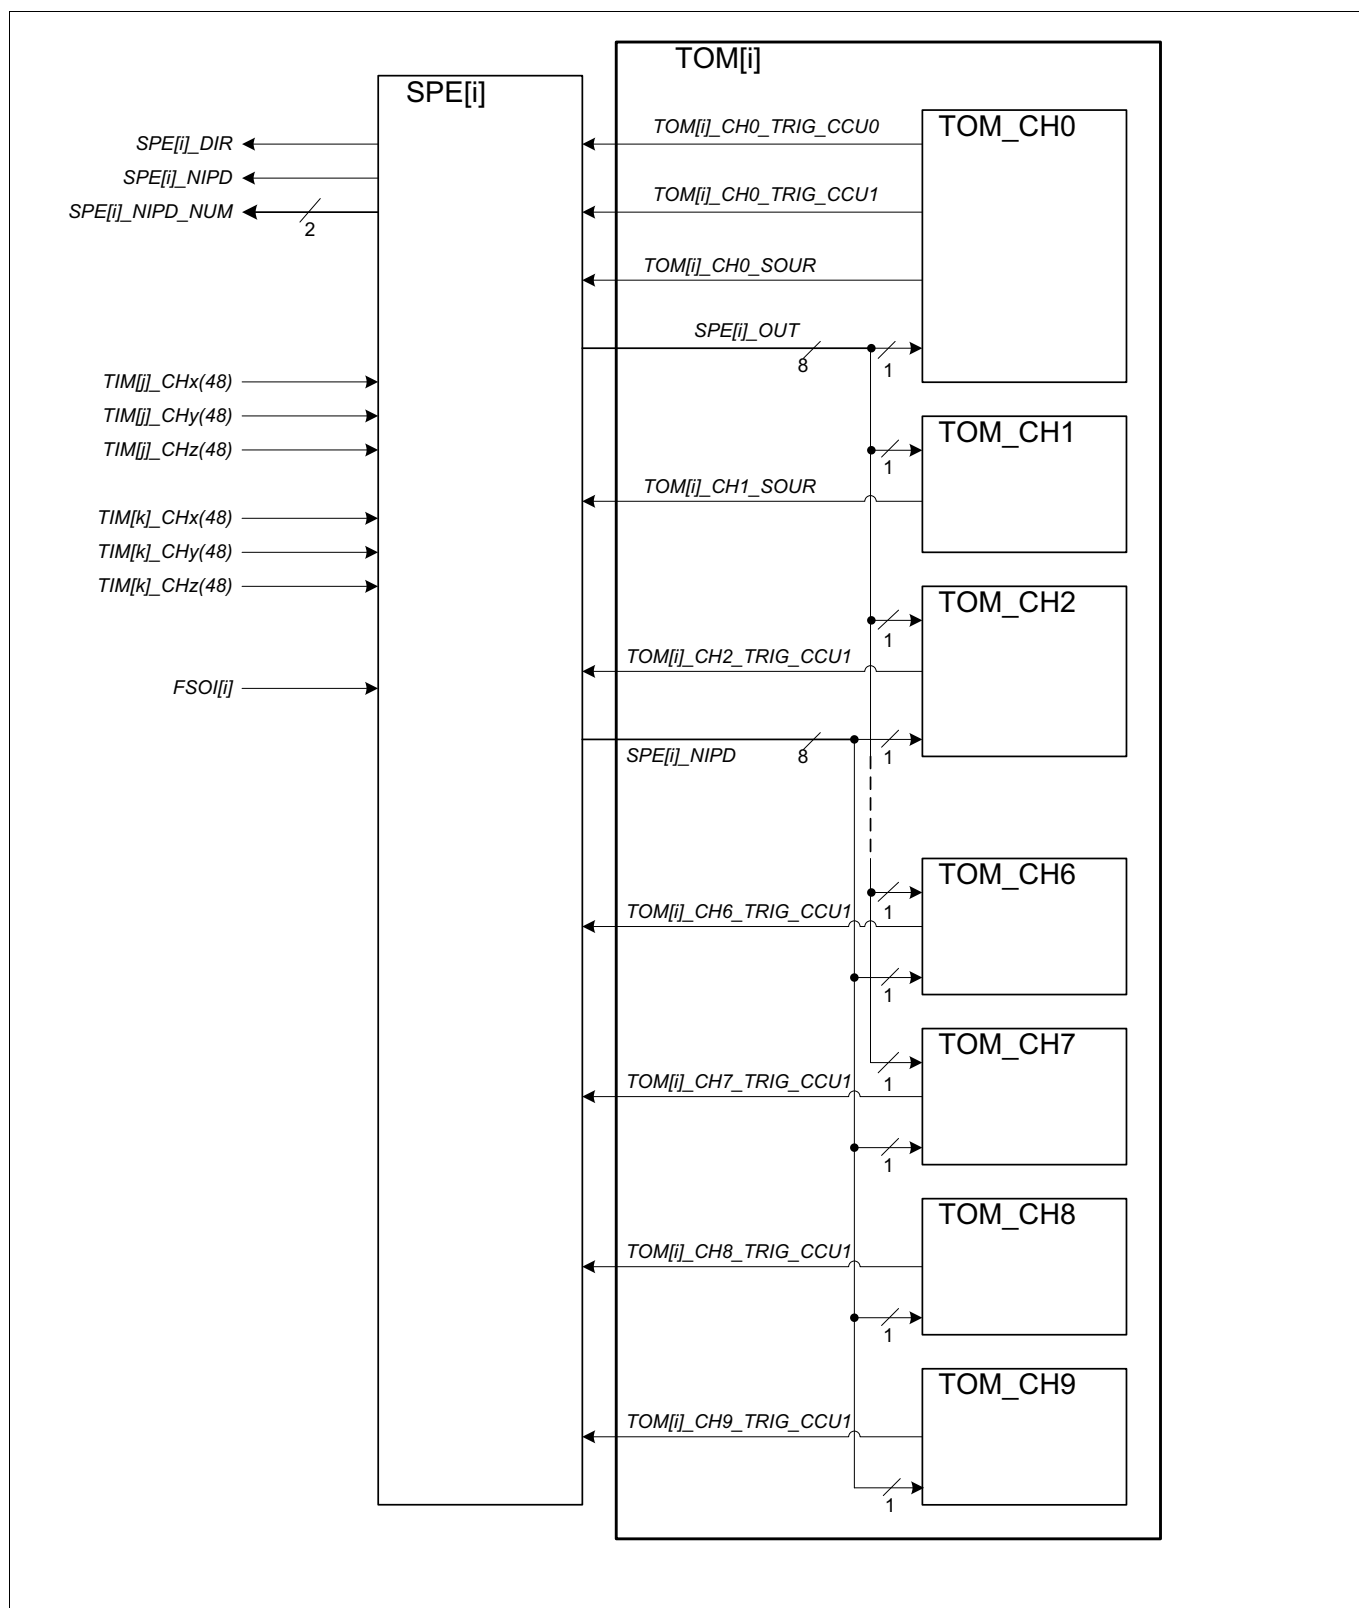 TOM[i]
SPE[i]
TOM[i]_CH0_TRIG_CCU0
TOM_CH0
SPE[i]_DIR
SPE[i]_NIPD
TOM[i]_CH0_TRIG_CCU1
SPE[i]_NIPD_NUM
2
TOM[i]_CH0_SOUR
SPE[i]_OUT
8
1
TIM[j]_CHx(48)
TIM[j]_CHy(48)
TIM[j]_CHz(48)
TOM_CH1
1
TOM[i]_CH1_SOUR
TIM[k]_CHx(48)
TIM[k]_CHy(48)
TIM[k]_CHz(48)
TOM_CH2
1
TOM[i]_CH2_TRIG_CCU1
FSOI[i]
SPE[i]_NIPD
8
1
TOM_CH6
1
TOM[i]_CH6_TRIG_CCU1
1
TOM_CH7
1
TOM[i]_CH7_TRIG_CCU1
1
TOM_CH8
TOM[i]_CH8_TRIG_CCU1
1
TOM_CH9
TOM[i]_CH9_TRIG_CCU1
1